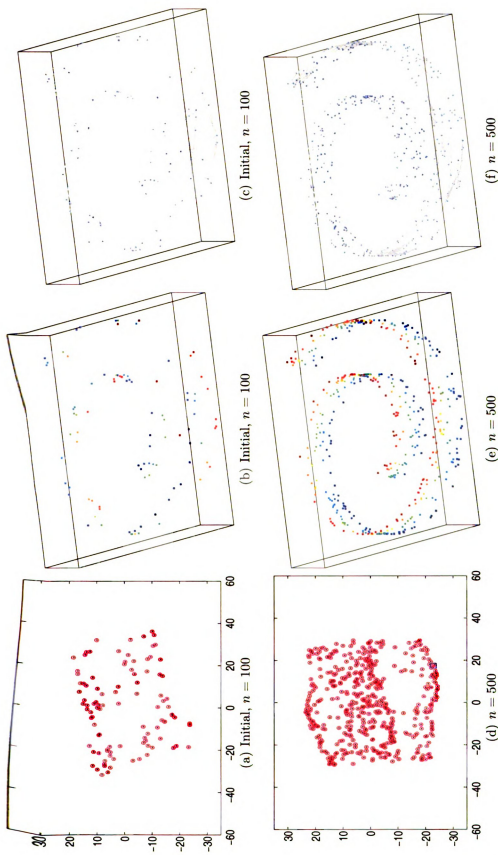 30
20
10
0
-10
-20
-30
-60 -40 -20 0 20 40 60
(a) Initial, n = 100
(b) Initial, n = 100
(c) Initial, n = 100
30
20
10
0
-10
-20
-30
-60 -40 -20 0 20 40 60
(d) n = 500
(e) n = 500
(f) n = 500